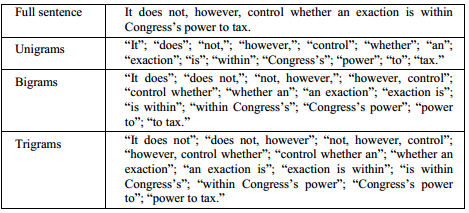 Full sentence
It does not, however, control whether an exaction is within
Congress’s power to tax.
Unigrams
“It”; “does”; “not,”; “however,”; “control”; “whether”; “an”;
“exaction”; “is”; “within”; “Congress’s”; “power”; “to”; “tax.”
Bigrams
“It does”; “does not,”; “not, however,”; “however, control”;
“control whether”; “whether an”; “an exaction”; “exaction is”;
“is within”; “within Congress’s”; “Congress’s power”; “power
to”; “to tax.”
Trigrams
“It does not”; “does not, however”; “not, however, control”;
“however, control whether”; “control whether an”; “whether an
exaction”; “an exaction is”; “exaction is within”; “is within
Congress’s”; “within Congress’s power”; “Congress’s power
to”; “power to tax.”